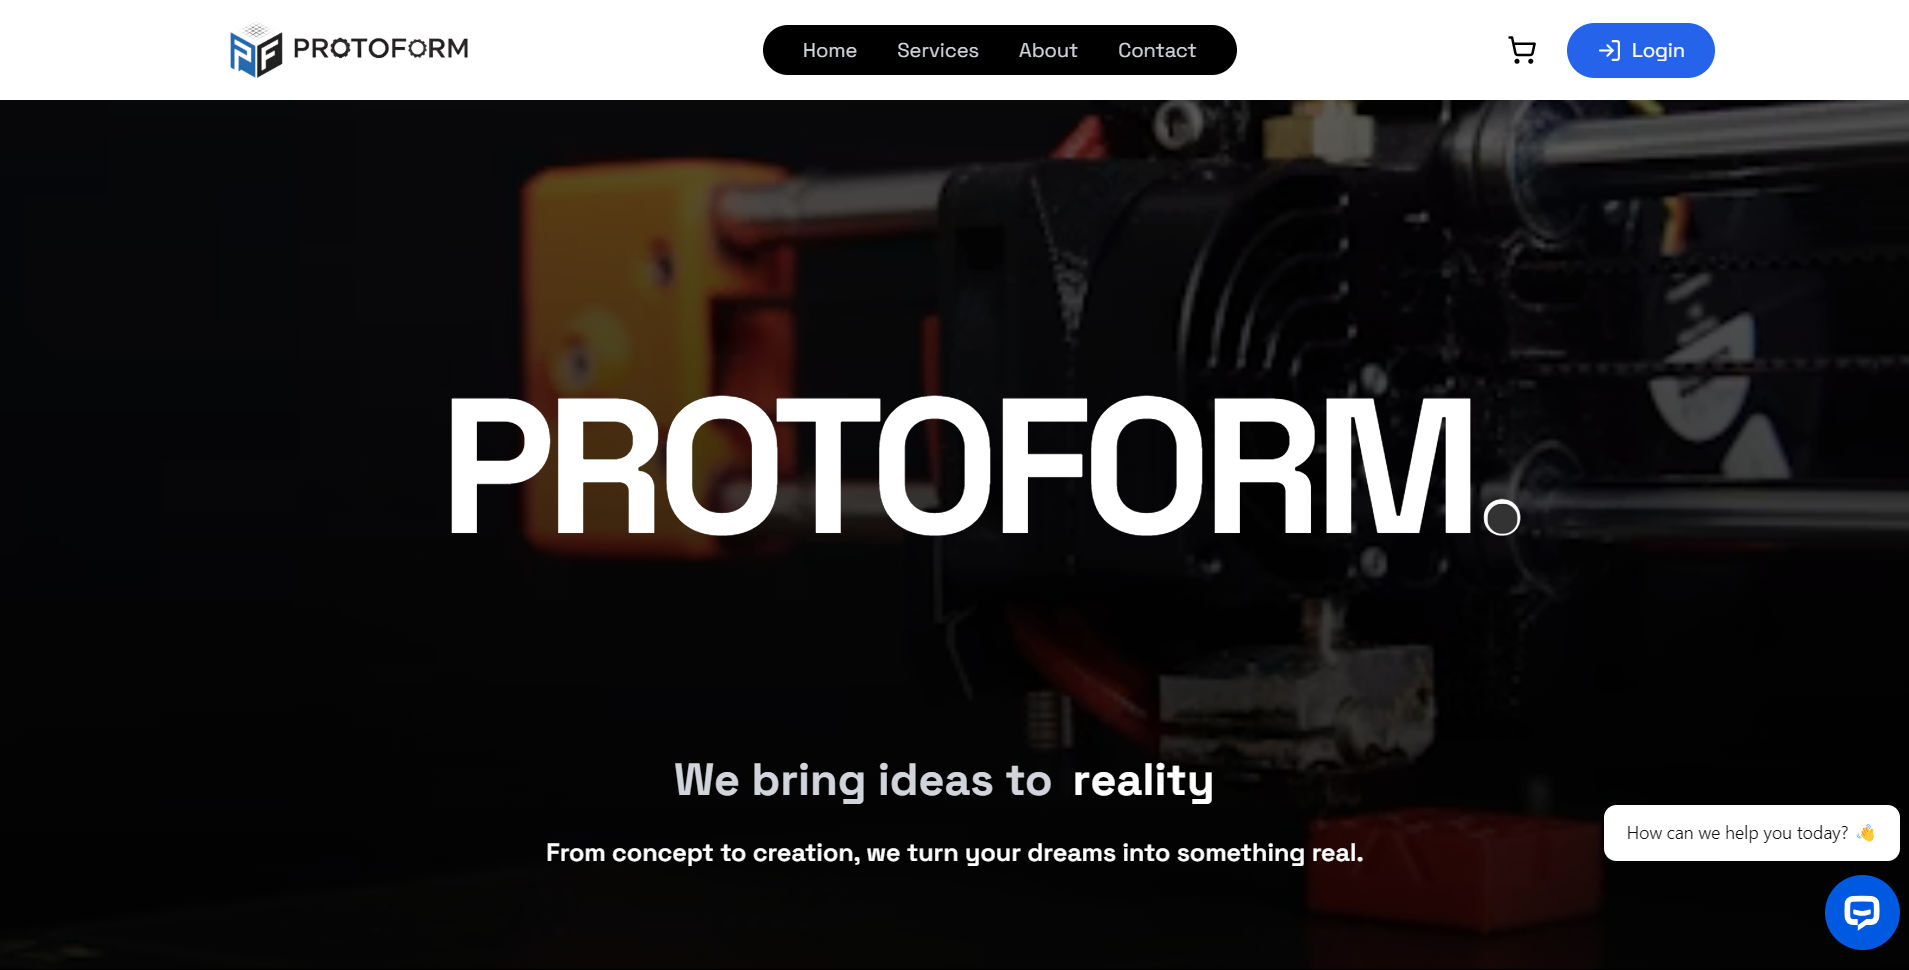 PROTOFORM
Home Services About Contact
Login
PROTOFORM.
We bring ideas to reality
From concept to creation, we turn your dreams into something real.
How can we help you today? 👋